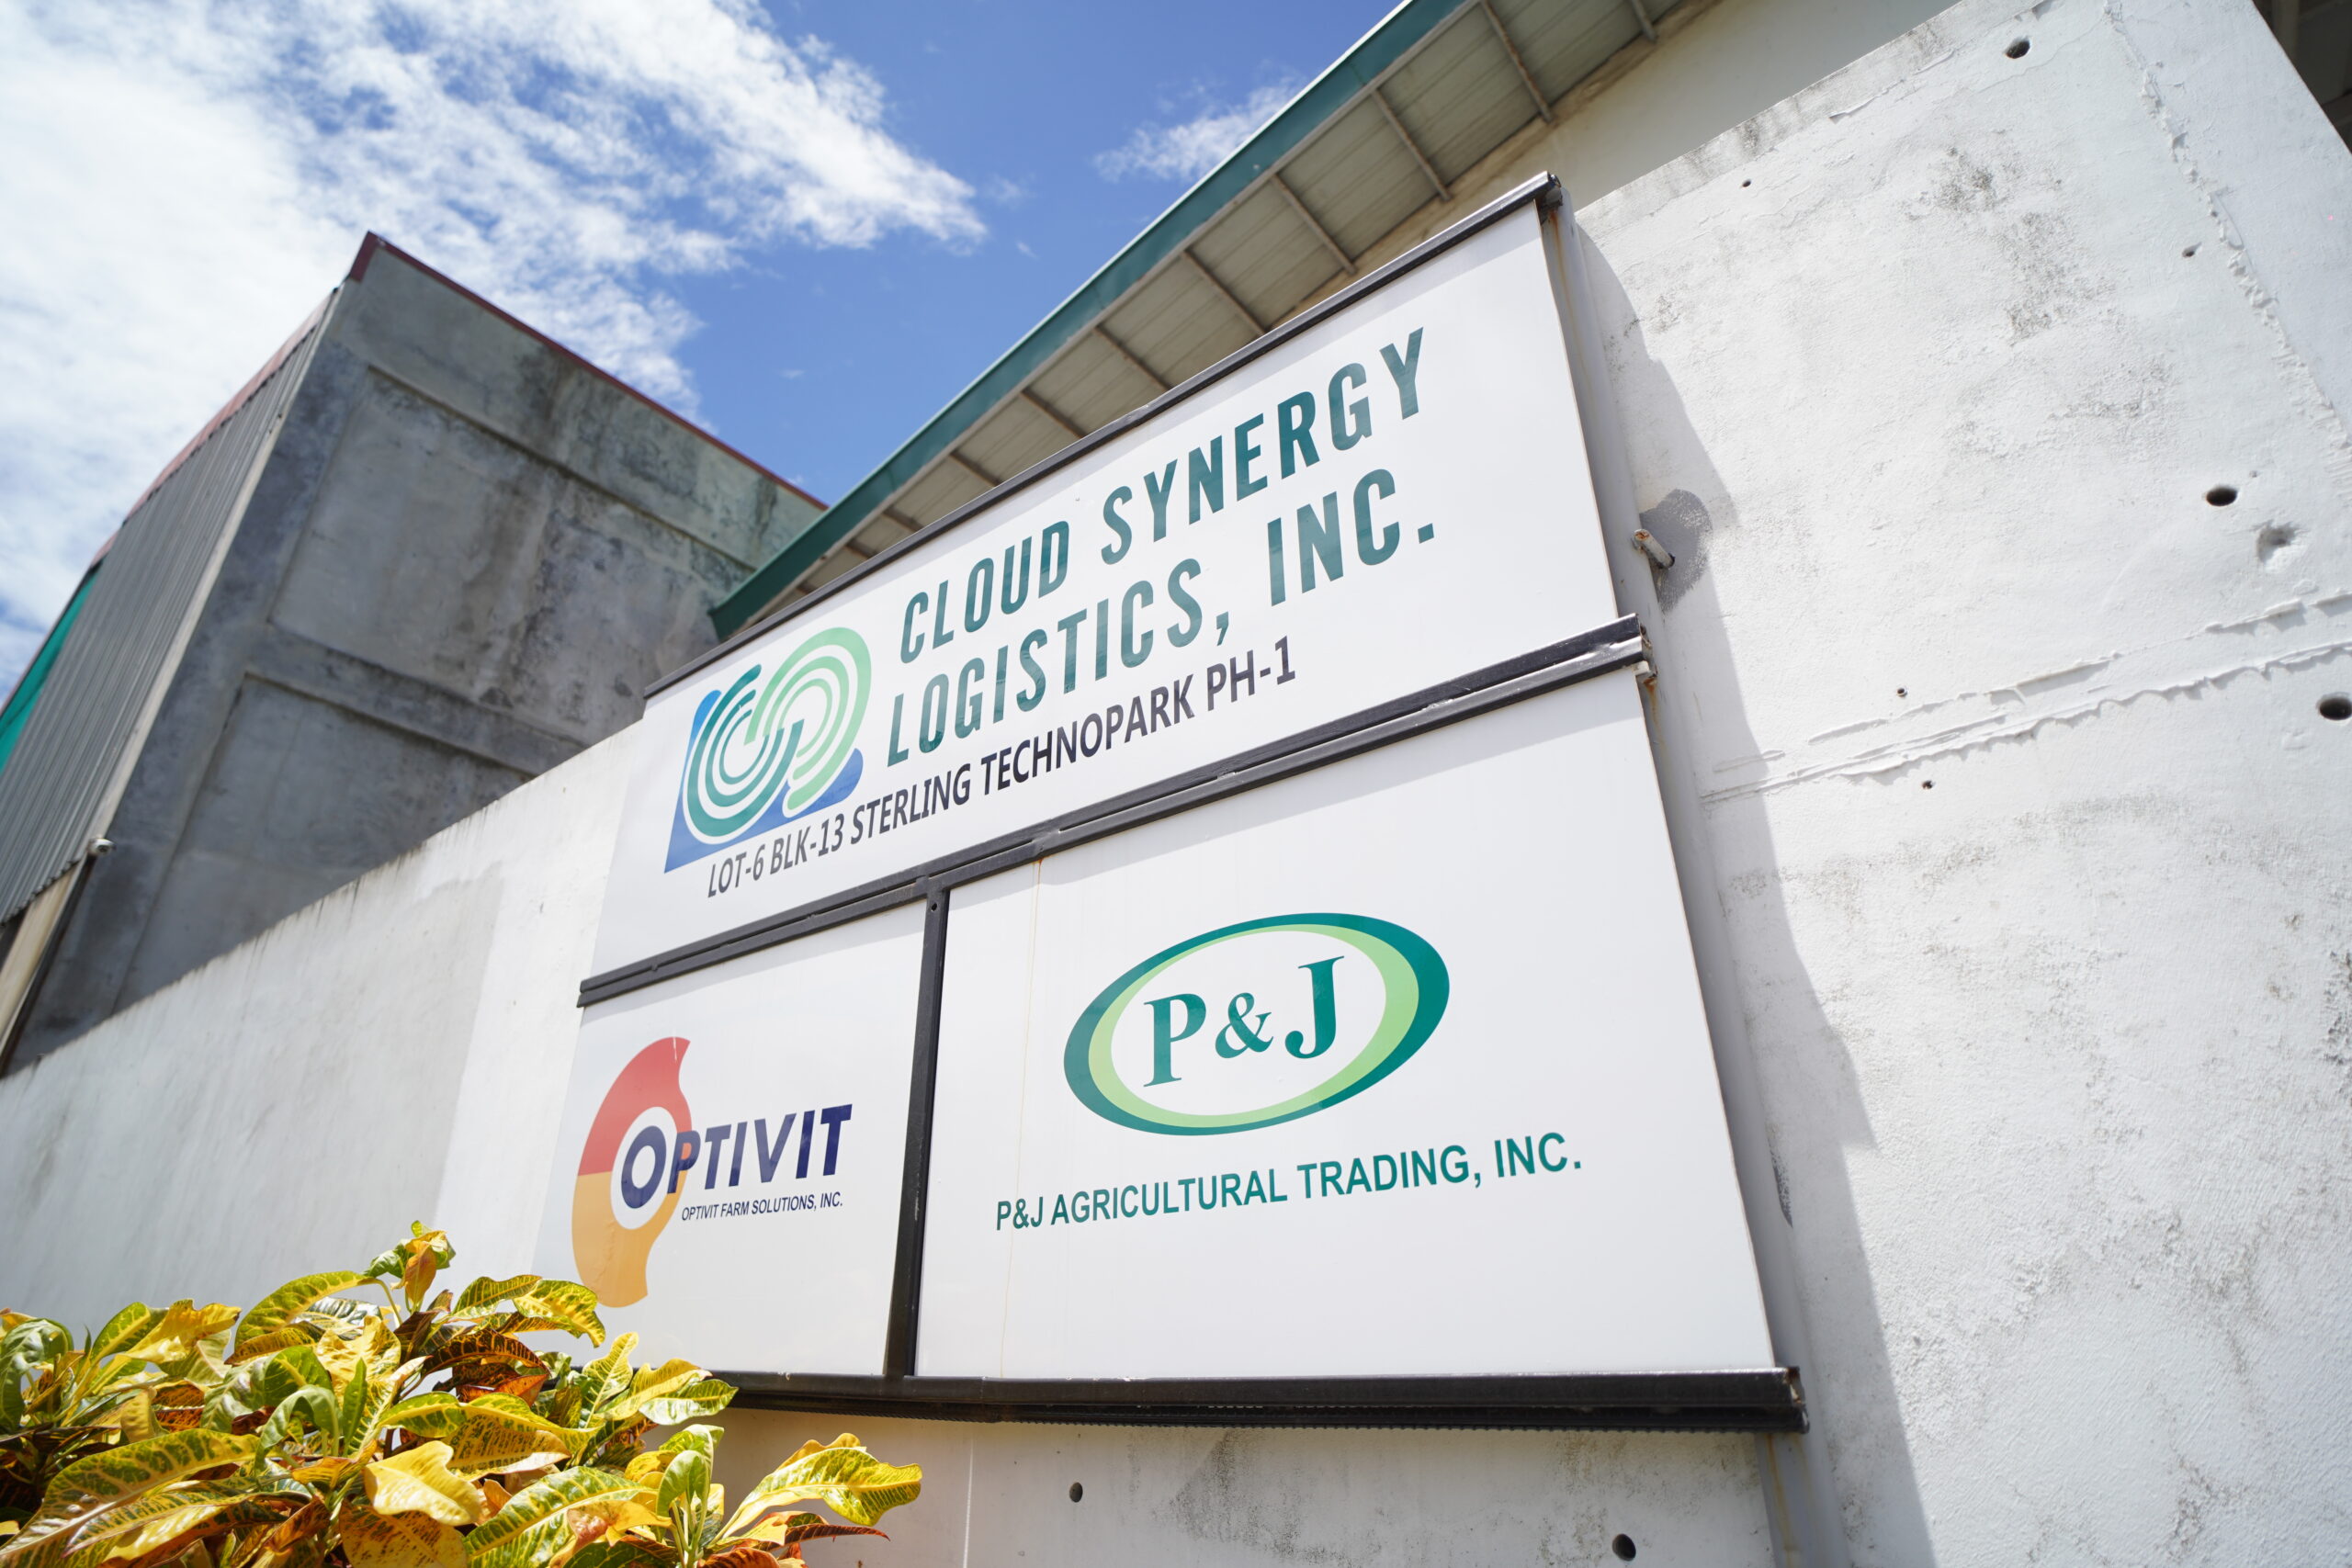 CLOUD SYNERGY
LOGISTICS, INC.
LOT-6 BLK-13 STERLING TECHNOPARK PH-1
OPTIVIT
OPTIVIT FARM SOLUTIONS, INC.
P&J
P&J AGRICULTURAL TRADING, INC.